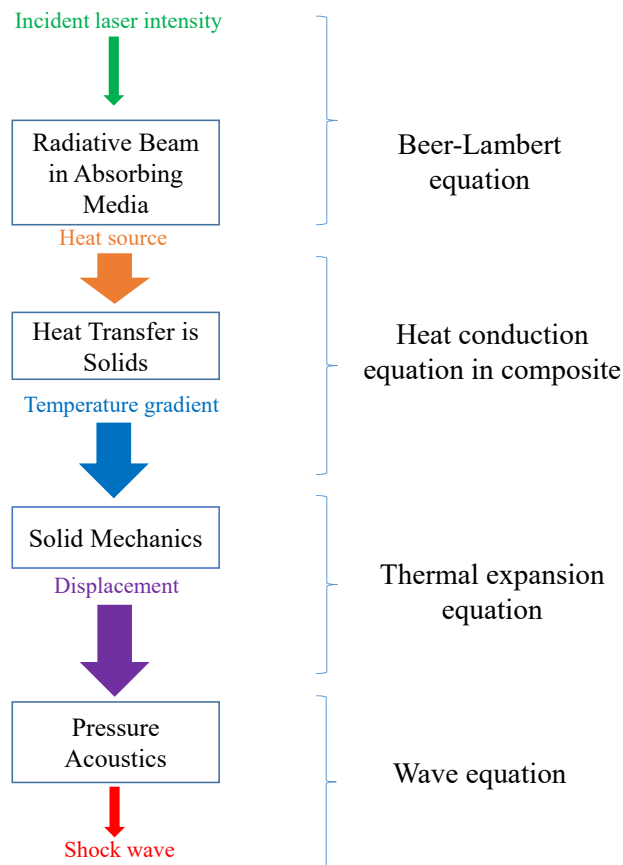 Incident laser intensity
Radiative Beam
in Absorbing
Media
Beer-Lambert
equation
Heat source
Heat Transfer is
Solids
Heat conduction
equation in composite
Temperature gradient
Solid Mechanics
Displacement
Thermal expansion
equation
Pressure
Acoustics
Wave equation
Shock wave